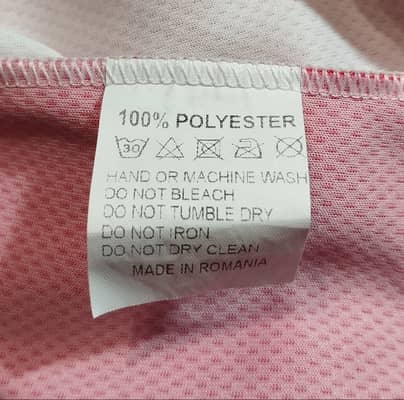 100% POLYESTER
30
HAND OR MACHINE WASH
DO NOT BLEACH
DO NOT TUMBLE DRY
DO NOT IRON
DO NOT DRY CLEAN
MADE IN ROMANIA